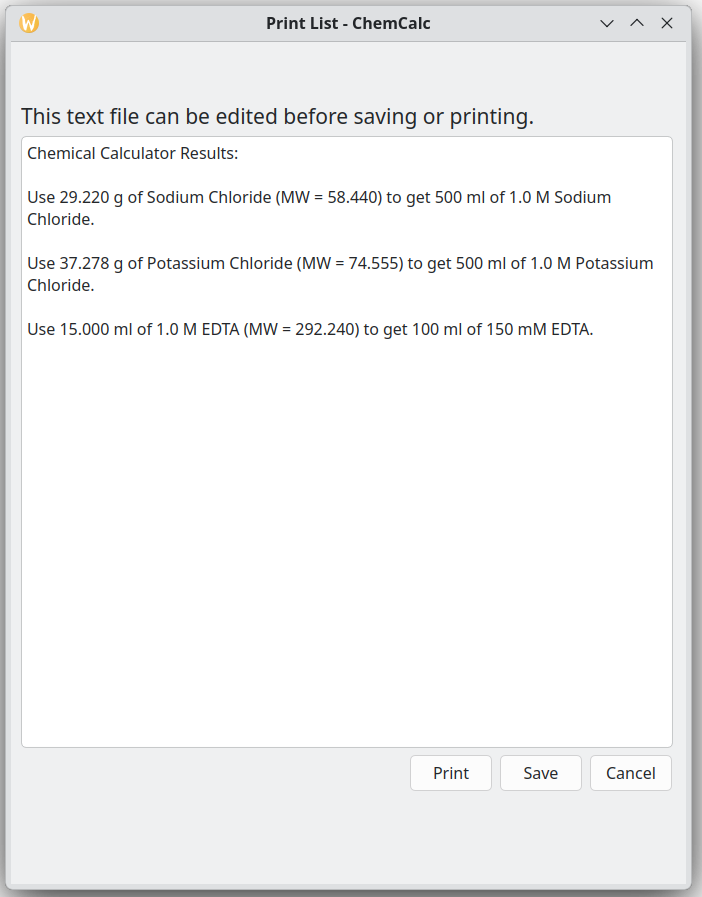 Print List - ChemCalc
This text file can be edited before saving or printing.
Chemical Calculator Results:
Use 29.220 g of Sodium Chloride (MW = 58.440) to get 500 ml of 1.0 M Sodium
Chloride.
Use 37.278 g of Potassium Chloride (MW = 74.555) to get 500 ml of 1.0 M Potassium
Chloride.
Use 15.000 ml of 1.0 M EDTA (MW = 292.240) to get 100 ml of 150 mM EDTA.
Print Save Cancel